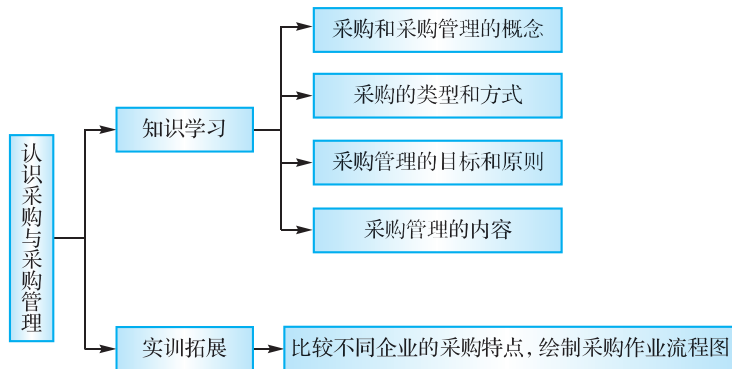 认识采购与采购管理
知识学习
采购和采购管理的概念
采购的类型和方式
采购管理的目标和原则
采购管理的内容
实训拓展
比较不同企业的采购特点，绘制采购作业流程图